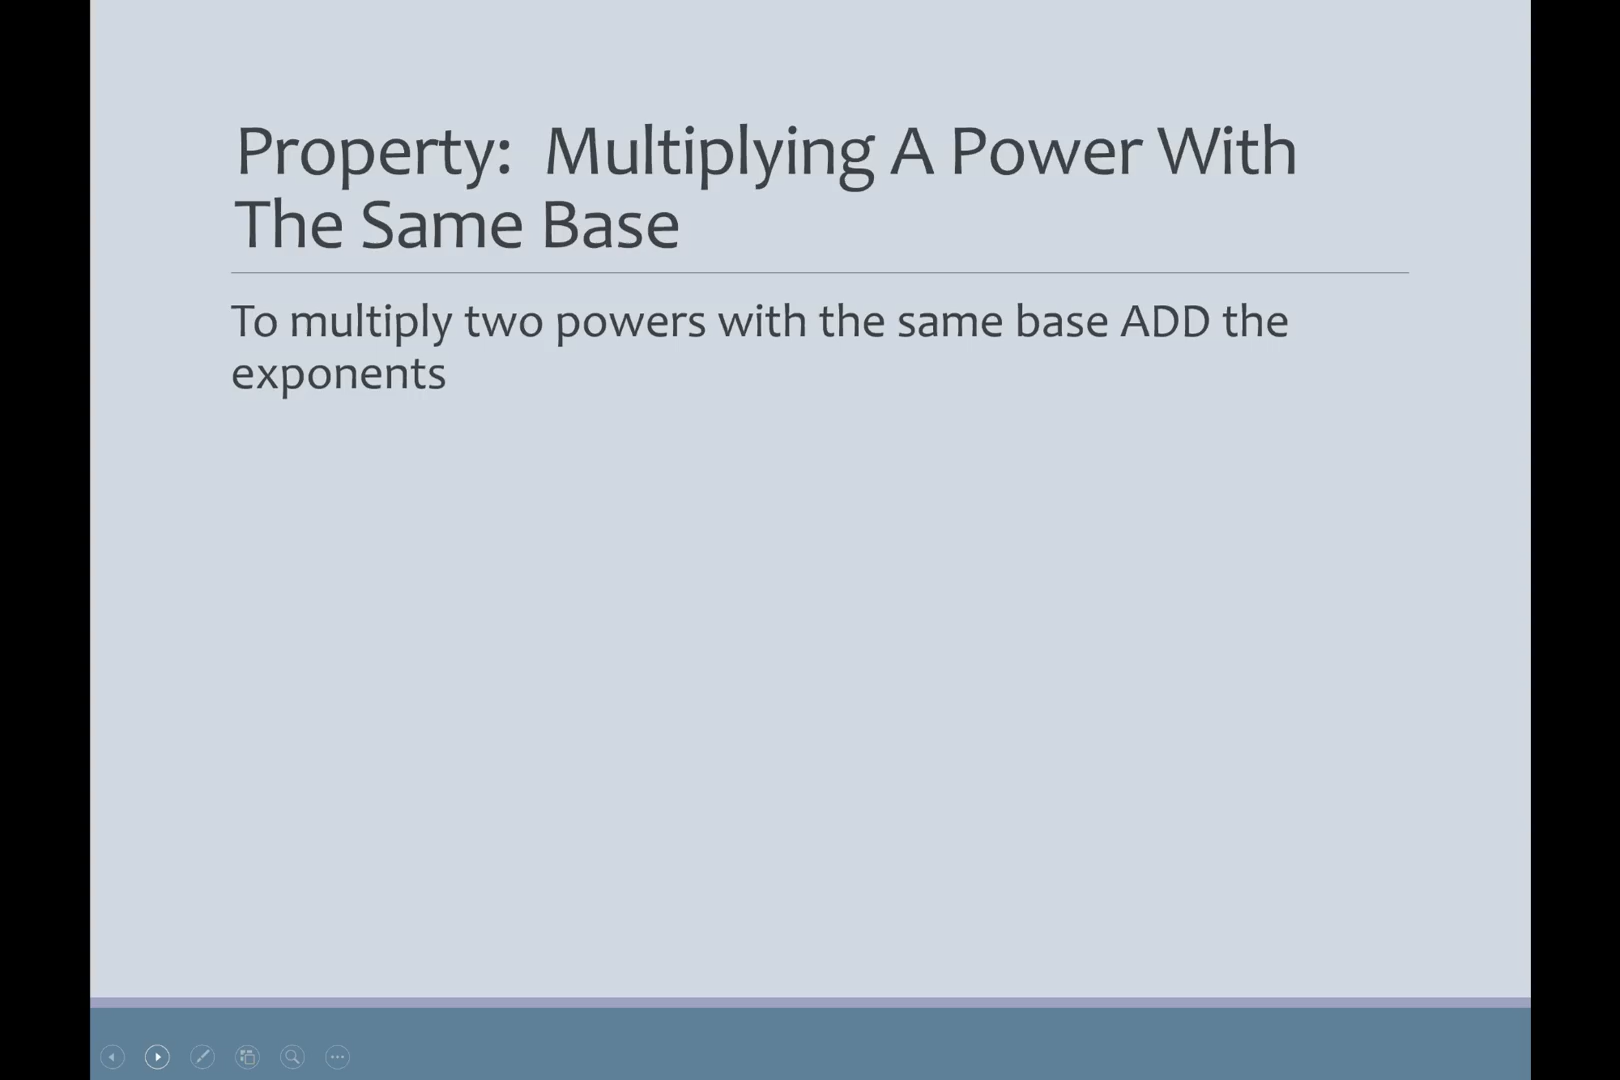 Property:  Multiplying A Power With
The Same Base
To multiply two powers with the same base ADD the
exponents